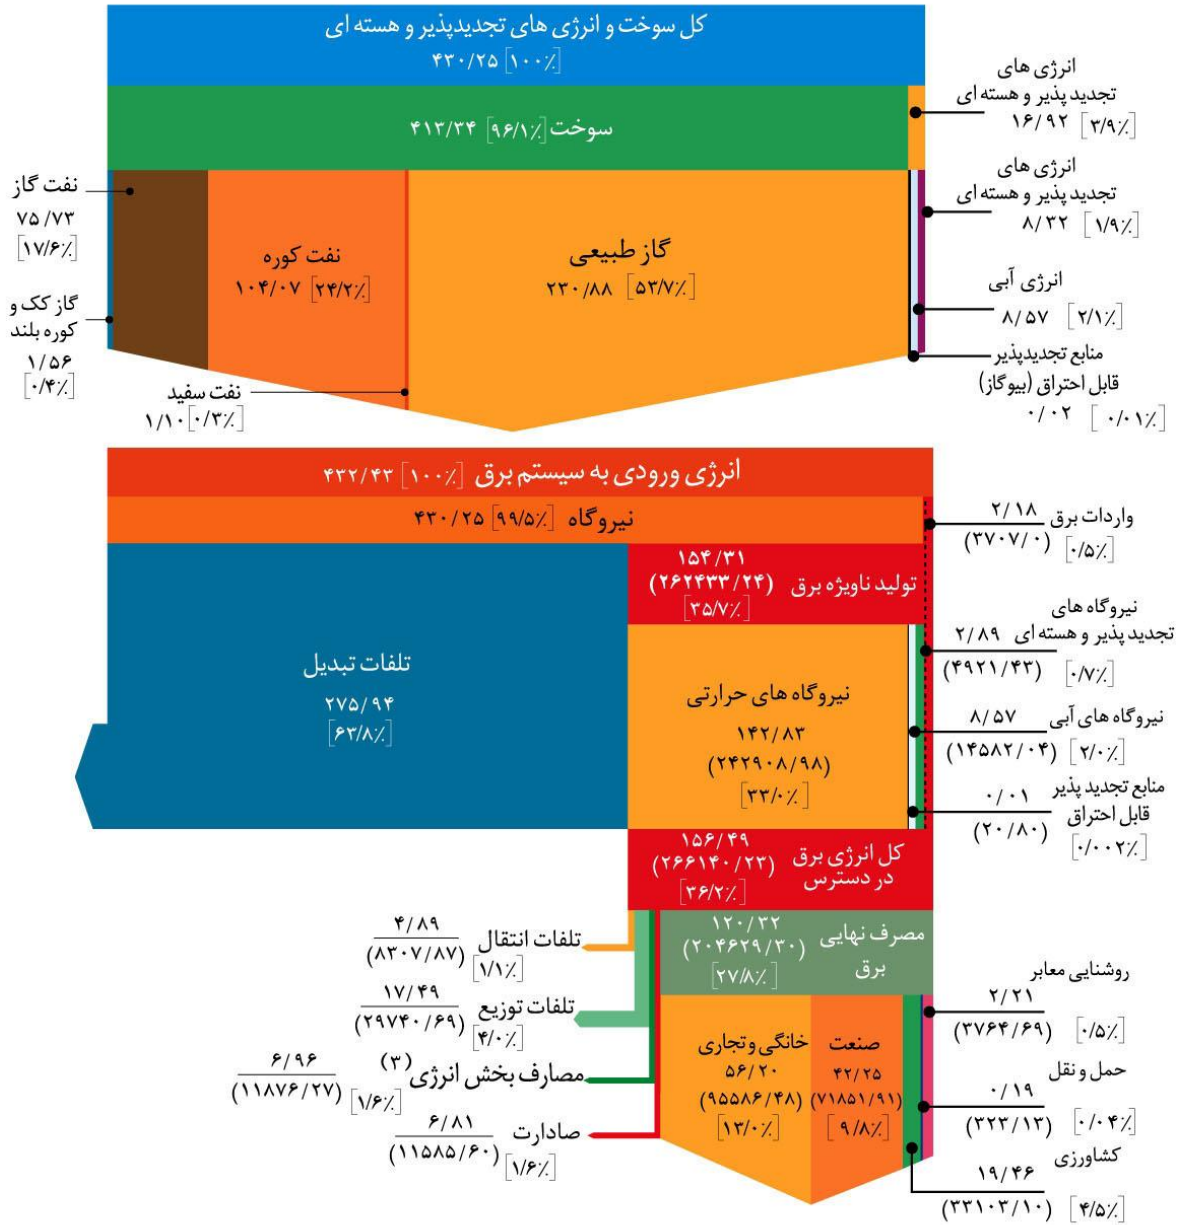 کل سوخت و انرژی های تجدیدپذیر و هسته ای
۴۳۰/۲۵ [۱۰۰٪]
انرژی های
تجدید پذیر و هسته ای
۱۶/۹۲ [۳/۹٪]
سوخت [۹۶/۱٪] ۴۱۳/۳۴
انرژی های
تجدید پذیر و هسته ای
۸/۳۲ [۱/۹٪]
انرژی آبی
۸/۵۷ [۲/۱٪]
منابع تجدیدپذیر
قابل احتراق (بیوگاز)
۰/۰۲ [۰/۰۱٪]
گاز طبیعی
۲۳۰/۸۸ [۵۳/۷٪]
نفت کوره
۱۰۴/۰۷ [۲۴/۲٪]
نفت گاز
۷۵/۷۳
[۱۷/۶٪]
گاز کک و
کوره بلند
۱/۵۶
[۰/۴٪]
نفت سفید
۱/۱۰ [۰/۳٪]
انرژی ورودی به سیستم برق [۱۰۰٪] ۴۳۲/۴۳
نیروگاه [۹۹/۵٪] ۴۳۰/۲۵
واردات برق ۲/۱۸
(۳۷۰۷/۰) [۰/۵٪]
تولید ناویژه برق
۱۵۴/۳۱
(۲۶۲۴۳۳/۲۴)
[۳۵/۷٪]
نیروگاه های
تجدید پذیر و هسته ای ۲/۸۹
(۴۹۲۱/۴۳) [۰/۷٪]
نیروگاه های آبی ۸/۵۷
(۱۴۵۸۲/۰۴) [۲/۰٪]
منابع تجدید پذیر
قابل احتراق
۰/۰۱
(۲۰/۸۰)
[۰/۰۰۲٪]
نیروگاه های حرارتی
۱۴۲/۸۳
(۲۴۲۹۰۸/۹۸)
[۳۳/۰٪]
تلفات تبدیل
۲۷۵/۹۴
[۶۳/۸٪]
کل انرژی برق
در دسترس
۱۵۶/۴۹
(۲۶۶۱۴۰/۲۳)
[۳۶/۲٪]
مصرف نهایی
برق
۱۲۰/۳۲
(۲۰۴۶۲۹/۳۰)
[۲۷/۸٪]
تلفات انتقال ۴/۸۹
(۸۳۰۷/۸۷) [۱/۱٪]
تلفات توزیع ۱۷/۴۹
(۲۹۷۴۰/۶۹) [۴/۰٪]
مصارف بخش انرژی (۳) ۶/۹۶
(۱۱۸۷۶/۲۷) [۱/۶٪]
صادارت ۶/۸۱
(۱۱۵۸۵/۶۰) [۱/۶٪]
روشنایی معابر
۲/۲۱
(۳۷۶۴/۶۹) [۰/۵٪]
حمل و نقل
۰/۱۹
(۳۲۳/۱۳) [۰/۰۴٪]
کشاورزی
۱۹/۴۶
(۳۳۱۰۳/۱۰) [۴/۵٪]
صنعت
۴۲/۲۵
(۷۱۸۵۱/۹۱)
[۹/۸٪]
خانگی و تجاری
۵۶/۲۰
(۹۵۵۸۶/۴۸)
[۱۳/۰٪]